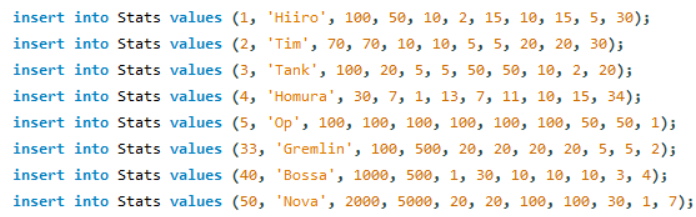 insert into Stats values (1, 'Hiiro', 100, 50, 10, 2, 15, 10, 15, 5, 30);
insert into Stats values (2, 'Tim', 70, 70, 10, 10, 5, 5, 20, 20, 30);
insert into Stats values (3, 'Tank', 100, 20, 5, 5, 50, 50, 10, 2, 20);
insert into Stats values (4, 'Homura', 30, 7, 1, 13, 7, 11, 10, 15, 34);
insert into Stats values (5, 'Op', 100, 100, 100, 100, 100, 100, 50, 50, 1);
insert into Stats values (33, 'Gremlin', 100, 500, 20, 20, 20, 20, 5, 5, 2);
insert into Stats values (40, 'Bossa', 1000, 500, 1, 30, 10, 10, 10, 3, 4);
insert into Stats values (50, 'Nova', 2000, 5000, 20, 20, 100, 100, 30, 1, 7);